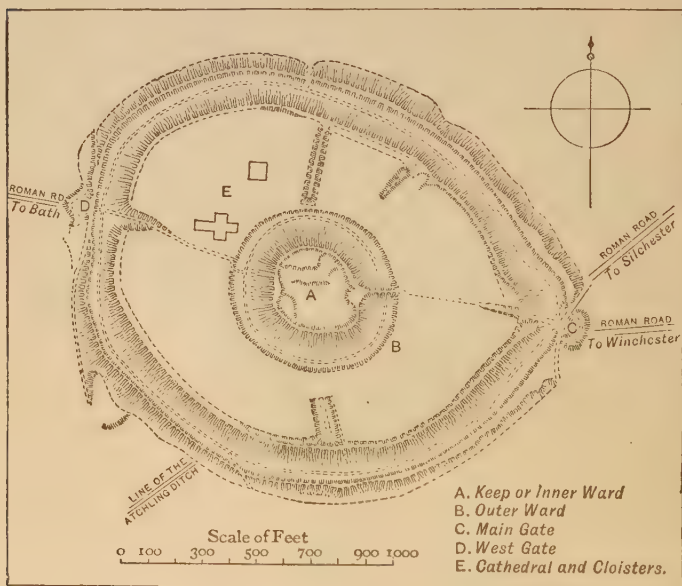 ROMAN RD
To Bath
D
E
A
B
C
ROMAN ROAD
To Silchester
ROMAN ROAD
To Winchester
LINE OF THE
ATCHLING DITCH
Scale of Feet
0 100 300 500 700 1000
A. Keep or Inner Ward
B. Outer Ward
C. Main Gate
D. West Gate
E. Cathedral and Cloisters.